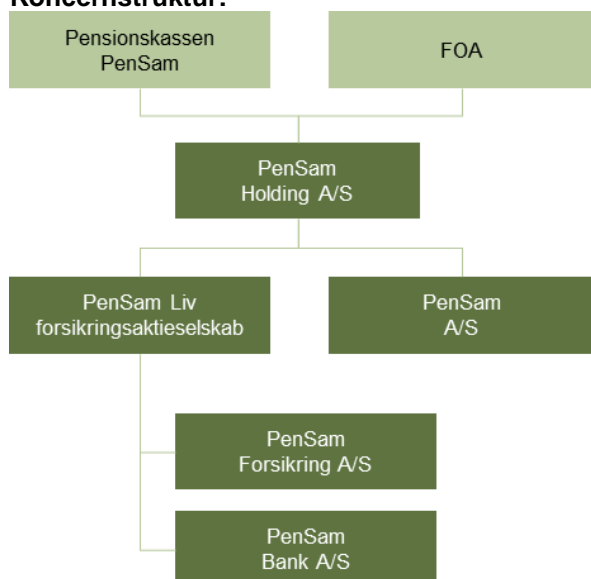 Koncernstruktur:
Pensionskassen
PenSam
FOA
PenSam
Holding A/S
PenSam Liv
forsikringsaktieselskab
PenSam
A/S
PenSam
Forsikring A/S
PenSam
Bank A/S